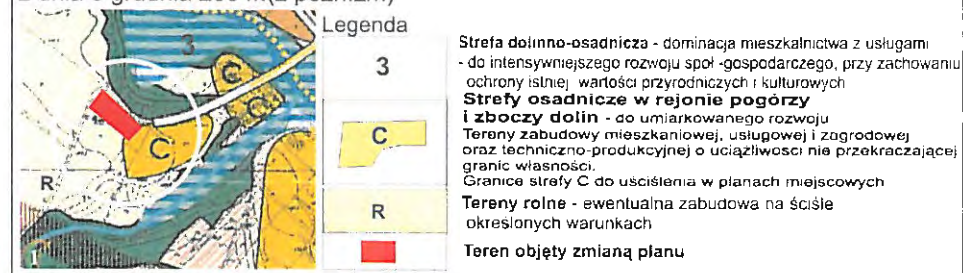 Legenda
3
C
C
C
R
3
Strefa dolinno-osadnicza - dominacja mieszkalnictwa z usługami
- do intensywniejszego rozwoju społ -gospodarczego, przy zachowaniu
ochrony istniej wartości przyrodniczych i kulturowych
C
Strefy osadnicze w rejonie pogórzy
i zboczy dolin - do umiarkowanego rozwoju
Tereny zabudowy mieszkaniowej, usługowej i zagrodowej
oraz techniczno-produkcyjnej o uciążliwosci nie przekraczającej
granic własności.
Granice strefy C do uściślenia w planach miejscowych
R
Tereny rolne - ewentualna zabudowa na ściśle
określonych warunkach
Teren objęty zmianą planu